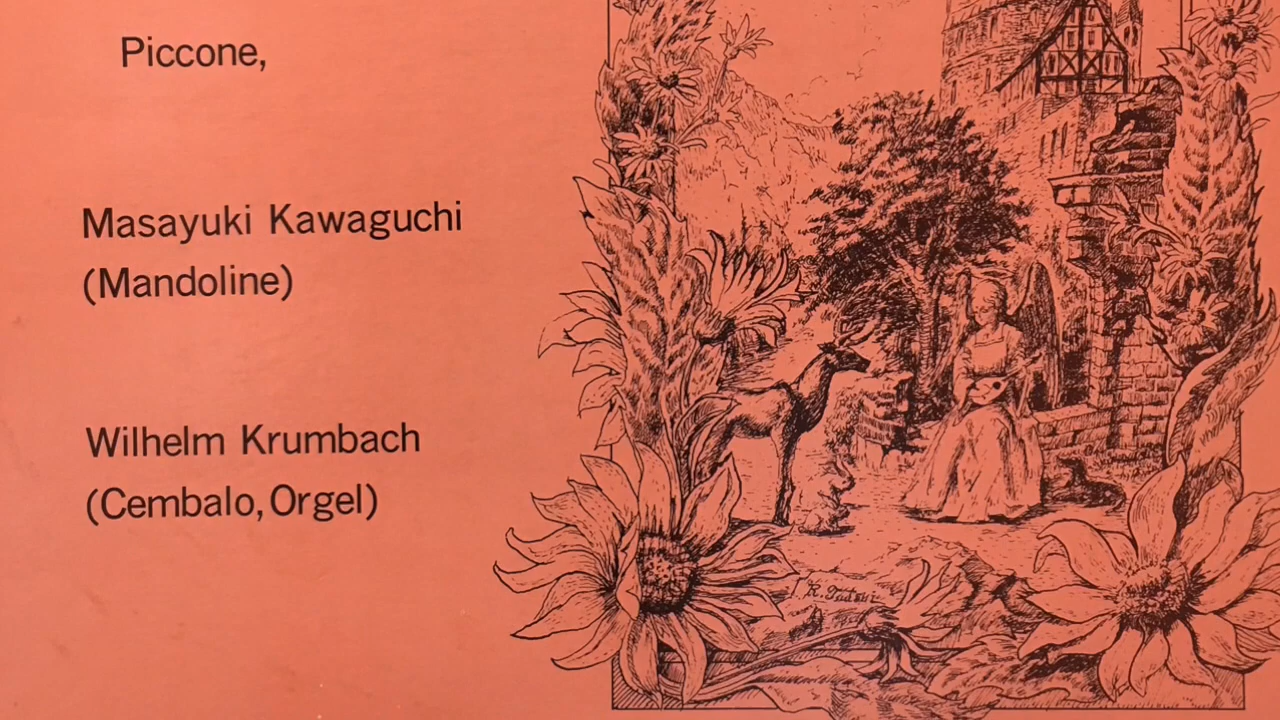 Piccone,
Masayuki Kawaguchi
(Mandoline)
Wilhelm Krumbach
(Cembalo, Orgel)